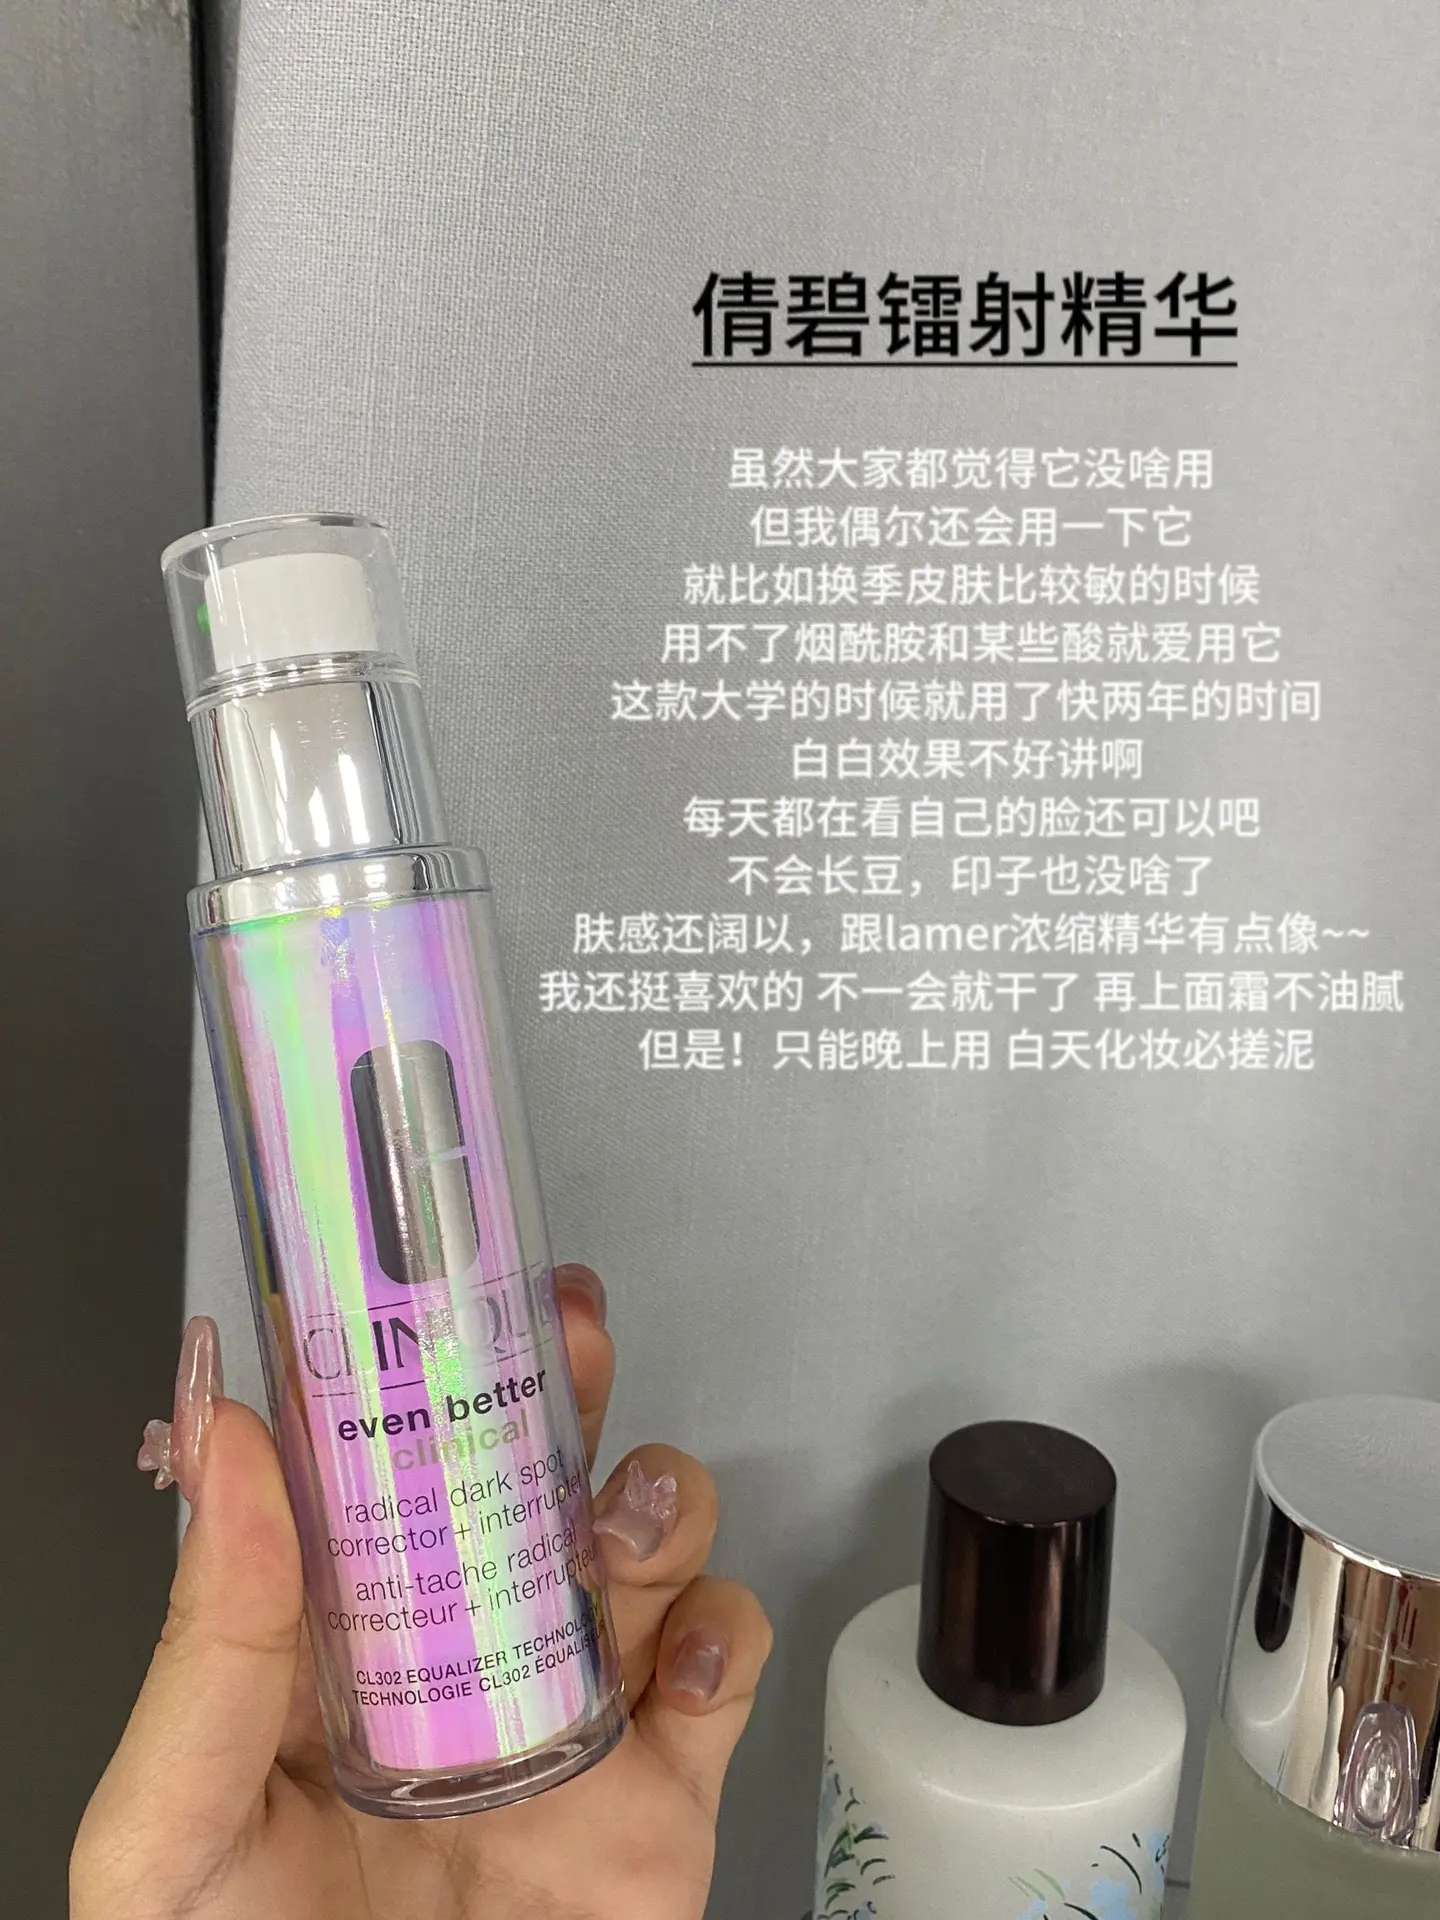 倩碧镭射精华
虽然大家都觉得它没啥用
但我偶尔还会用一下它
就比如换季皮肤比较敏的时候
用不了烟酰胺和某些酸就爱用它
这款大学的时候就用了快两年的时间
白白效果不好讲啊
每天都在看自己的脸还可以吧
不会长豆，印子也没啥了
肤感还阔以，跟lamer浓缩精华有点像~~
我还挺喜欢的 不一会就干了 再上面霜不油腻
但是！只能晚上用 白天化妆必搓泥
CLINIQUE
even better
clinical
radical dark spot
corrector + interrupter
anti-tache radical
correcteur + interrupteur
CL302 EQUALIZER TECHNOLOGY
TECHNOLOGIE CL302 ÉQUALISEUR